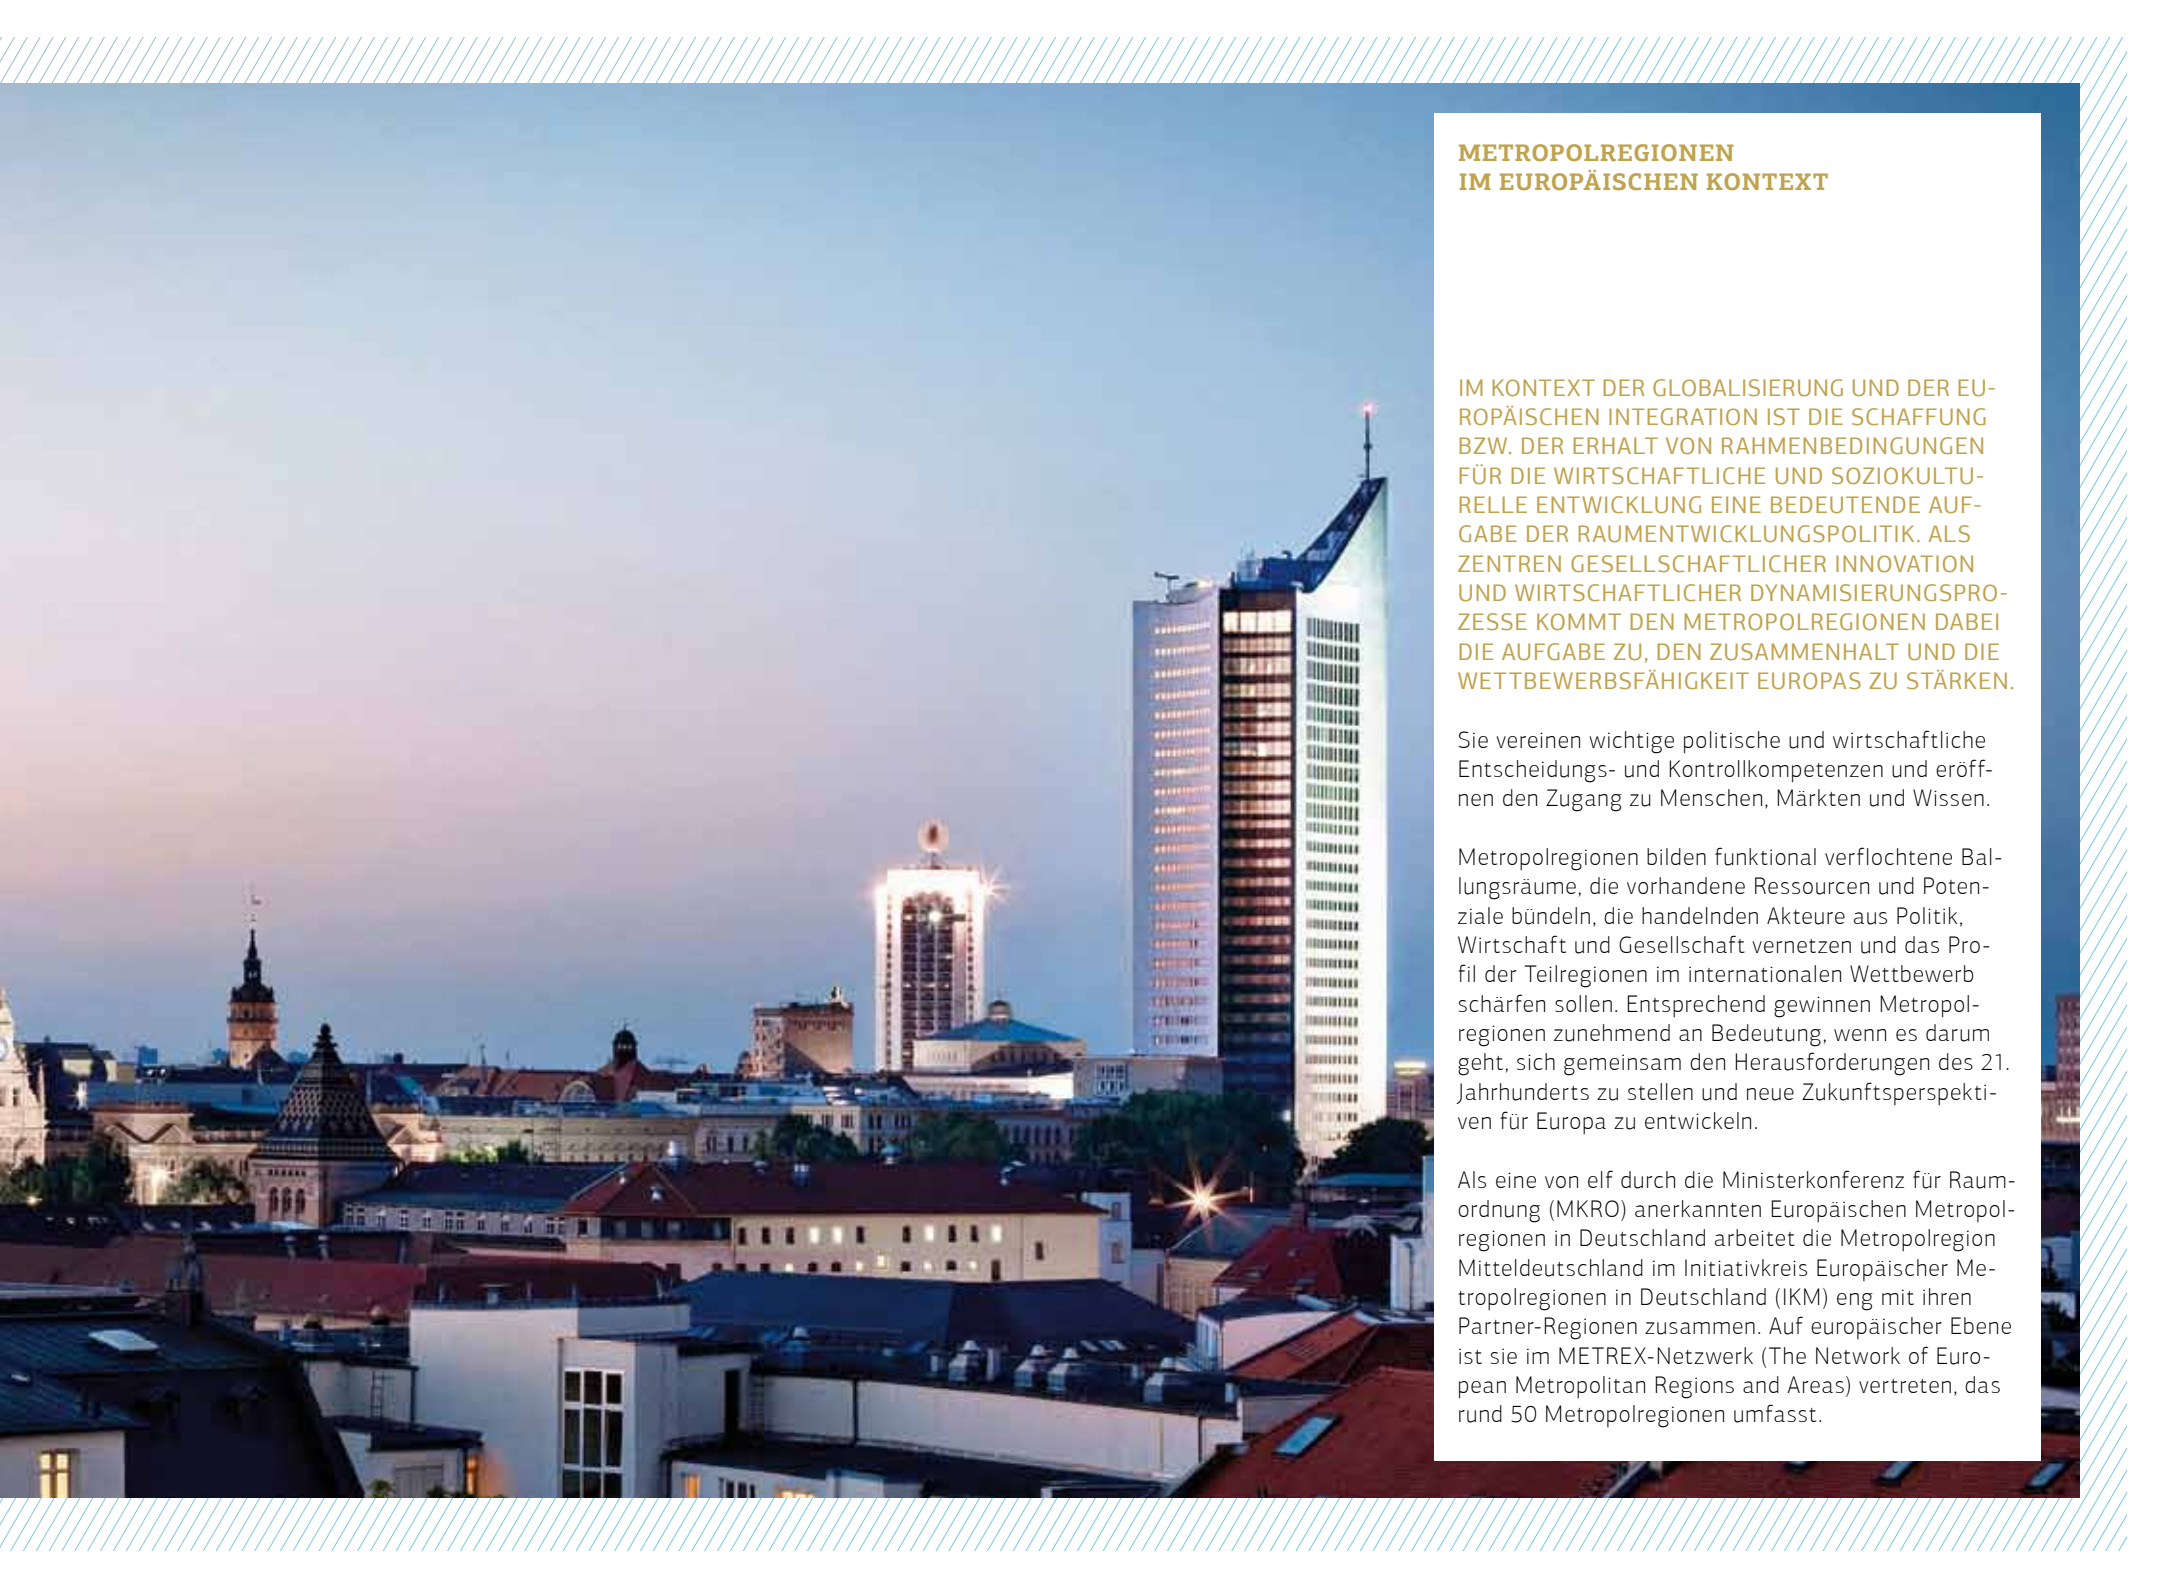 METROPOLREGIONEN
IM EUROPÄISCHEN KONTEXT
IM KONTEXT DER GLOBALISIERUNG UND DER EU-
ROPÄISCHEN INTEGRATION IST DIE SCHAFFUNG
BZW. DER ERHALT VON RAHMENBEDINGUNGEN
FÜR DIE WIRTSCHAFTLICHE UND SOZIOKULTU-
RELLE ENTWICKLUNG EINE BEDEUTENDE AUF-
GABE DER RAUMENTWICKLUNGSPOLITIK. ALS
ZENTREN GESELLSCHAFTLICHER INNOVATION
UND WIRTSCHAFTLICHER DYNAMISIERUNGSPRO-
ZESSE KOMMT DEN METROPOLREGIONEN DABEI
DIE AUFGABE ZU, DEN ZUSAMMENHALT UND DIE
WETTBEWERBSFÄHIGKEIT EUROPAS ZU STÄRKEN.
Sie vereinen wichtige politische und wirtschaftliche
Entscheidungs- und Kontrollkompetenzen und eröff-
nen den Zugang zu Menschen, Märkten und Wissen.
Metropolregionen bilden funktional verflochtene Bal-
lungsräume, die vorhandene Ressourcen und Poten-
ziale bündeln, die handelnden Akteure aus Politik,
Wirtschaft und Gesellschaft vernetzen und das Pro-
fil der Teilregionen im internationalen Wettbewerb
schärfen sollen. Entsprechend gewinnen Metropol-
regionen zunehmend an Bedeutung, wenn es darum
geht, sich gemeinsam den Herausforderungen des 21.
Jahrhunderts zu stellen und neue Zukunftsperspekti-
ven für Europa zu entwickeln.
Als eine von elf durch die Ministerkonferenz für Raum-
ordnung (MKRO) anerkannten Europäischen Metropol-
regionen in Deutschland arbeitet die Metropolregion
Mitteldeutschland im Initiativkreis Europäischer Me-
tropolregionen in Deutschland (IKM) eng mit ihren
Partner-Regionen zusammen. Auf europäischer Ebene
ist sie im METREX-Netzwerk (The Network of Euro-
pean Metropolitan Regions and Areas) vertreten, das
rund 50 Metropolregionen umfasst.